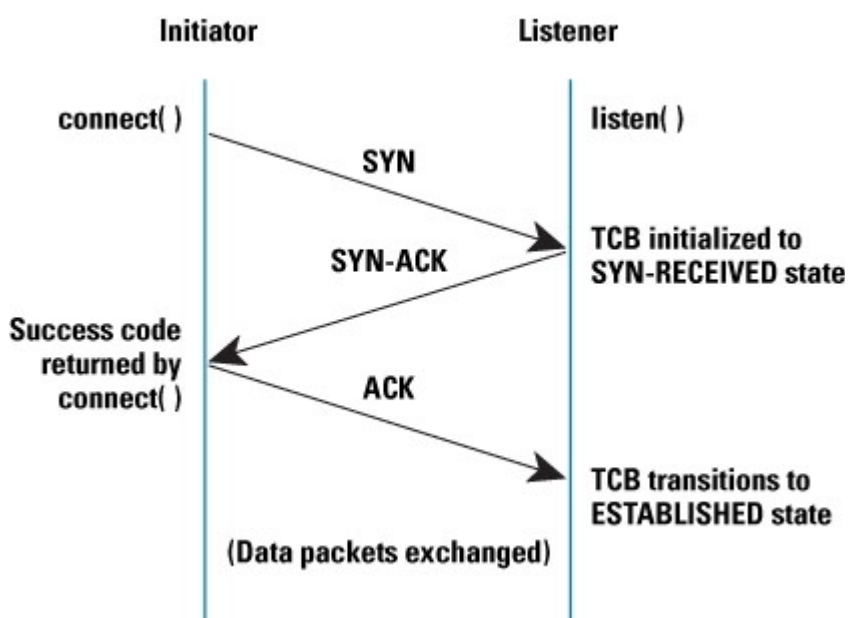 Initiator
Listener
connect( )
listen( )
SYN
TCB initialized to
SYN-RECEIVED state
SYN-ACK
Success code
returned by
connect( )
ACK
TCB transitions to
ESTABLISHED state
(Data packets exchanged)